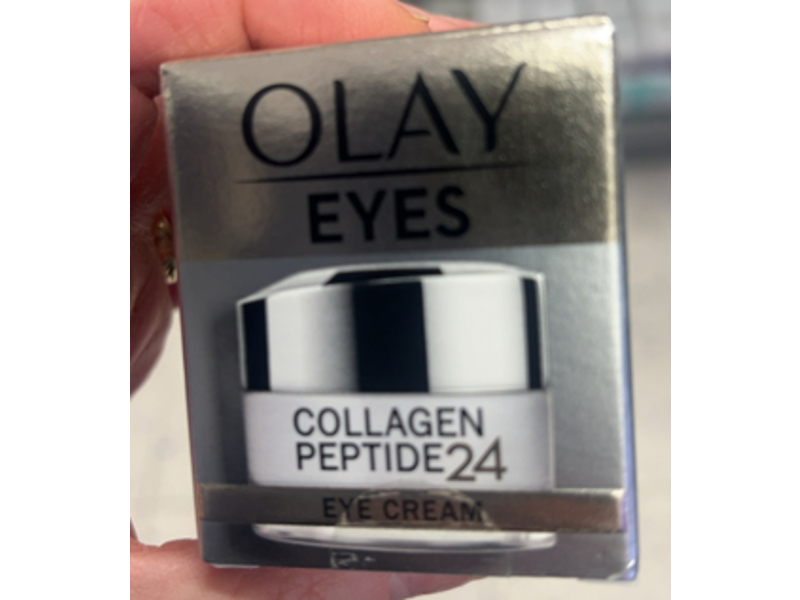 OLAY
EYES
COLLAGEN
PEPTIDE24
EYE CREAM